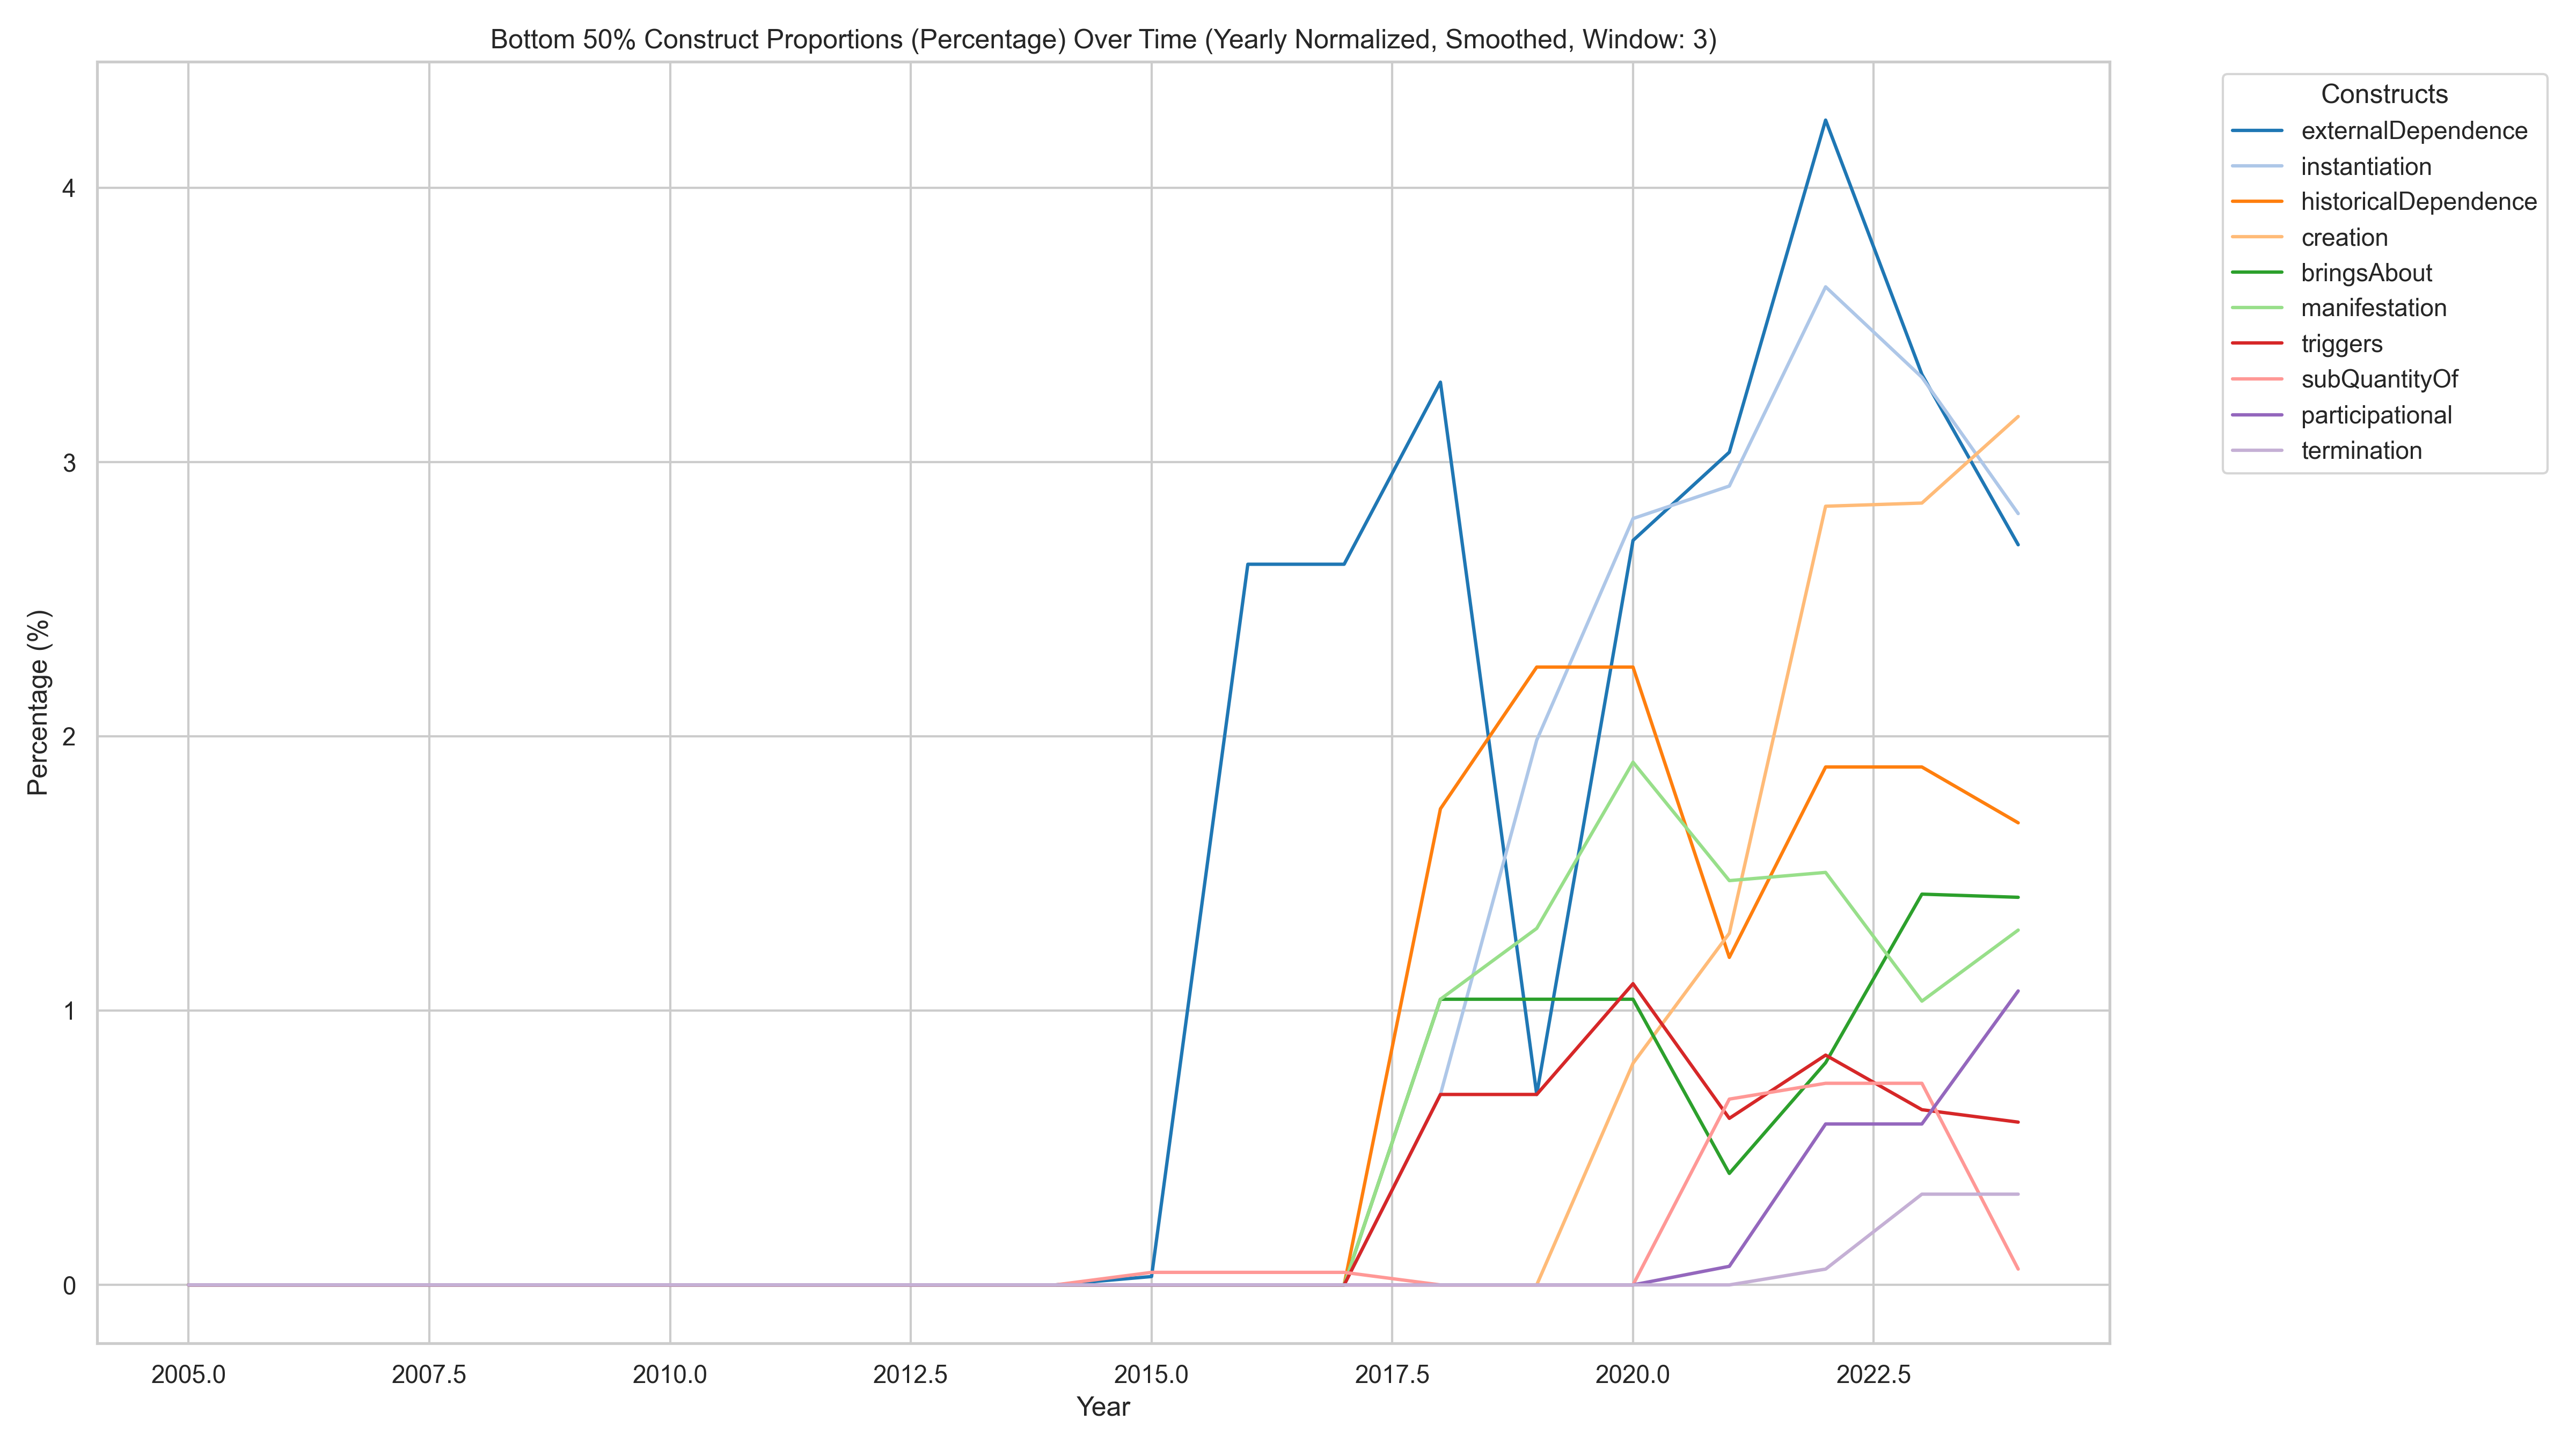 Bottom 50% Construct Proportions (Percentage) Over Time (Yearly Normalized, Smoothed, Window: 3)
Constructs
externalDependence
instantiation
historicalDependence
creation
bringsAbout
manifestation
triggers
subQuantityOf
participational
termination
Percentage (%)
4
3
2
1
0
2005.0 2007.5 2010.0 2012.5 2015.0 2017.5 2020.0 2022.5
Year